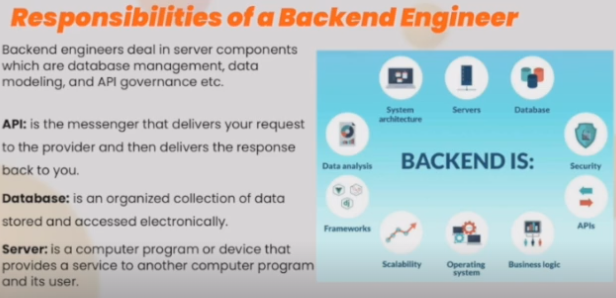 Responsibilities of a Backend Engineer
Backend engineers deal in server components
which are database management, data
modeling, and API governance etc.
API: is the messenger that delivers your request
to the provider and then delivers the response
back to you.
Database: is an organized collection of data
stored and accessed electronically.
Server: is a computer program or device that
provides a service to another computer program
and its user.
System
architecture
Servers
Database
Data analysis
BACKEND IS:
Security
Frameworks
APIs
Scalability
Operating
system
Business logic